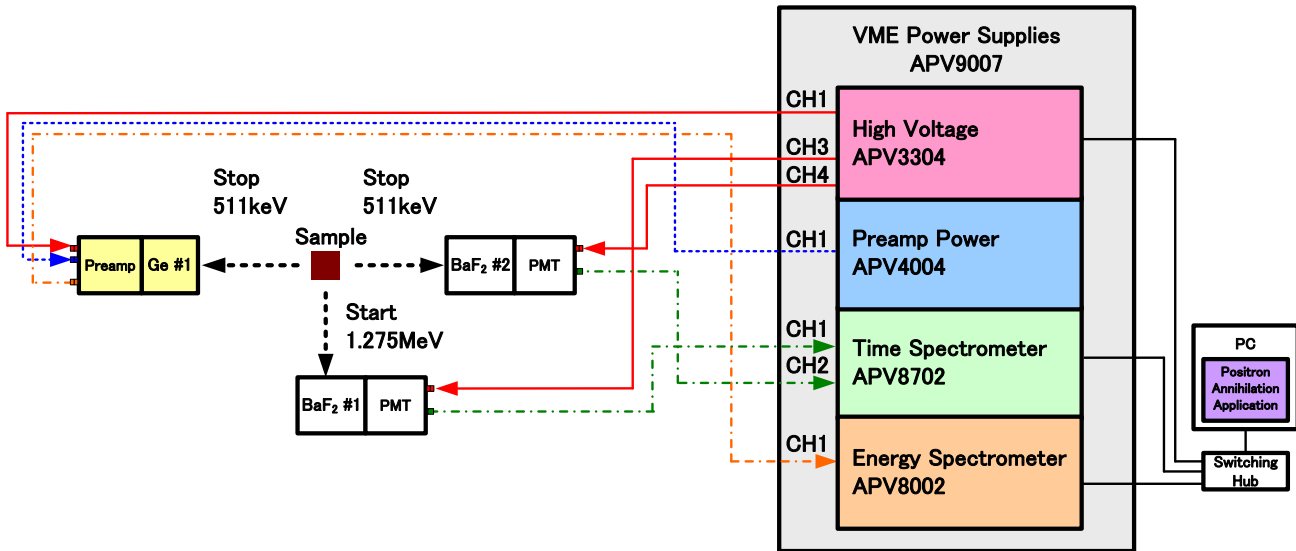 VME Power Supplies
APV9007
CH1
High Voltage
APV3304
CH3
CH4
Stop
511keV
Stop
511keV
Sample
CH1
Preamp Power
APV4004
Preamp
Ge #1
BaF₂ #2
PMT
Start
1.275MeV
CH1
Time Spectrometer
APV8702
CH2
BaF₂ #1
PMT
CH1
Energy Spectrometer
APV8002
PC
Positron
Annihilation
Application
Switching
Hub